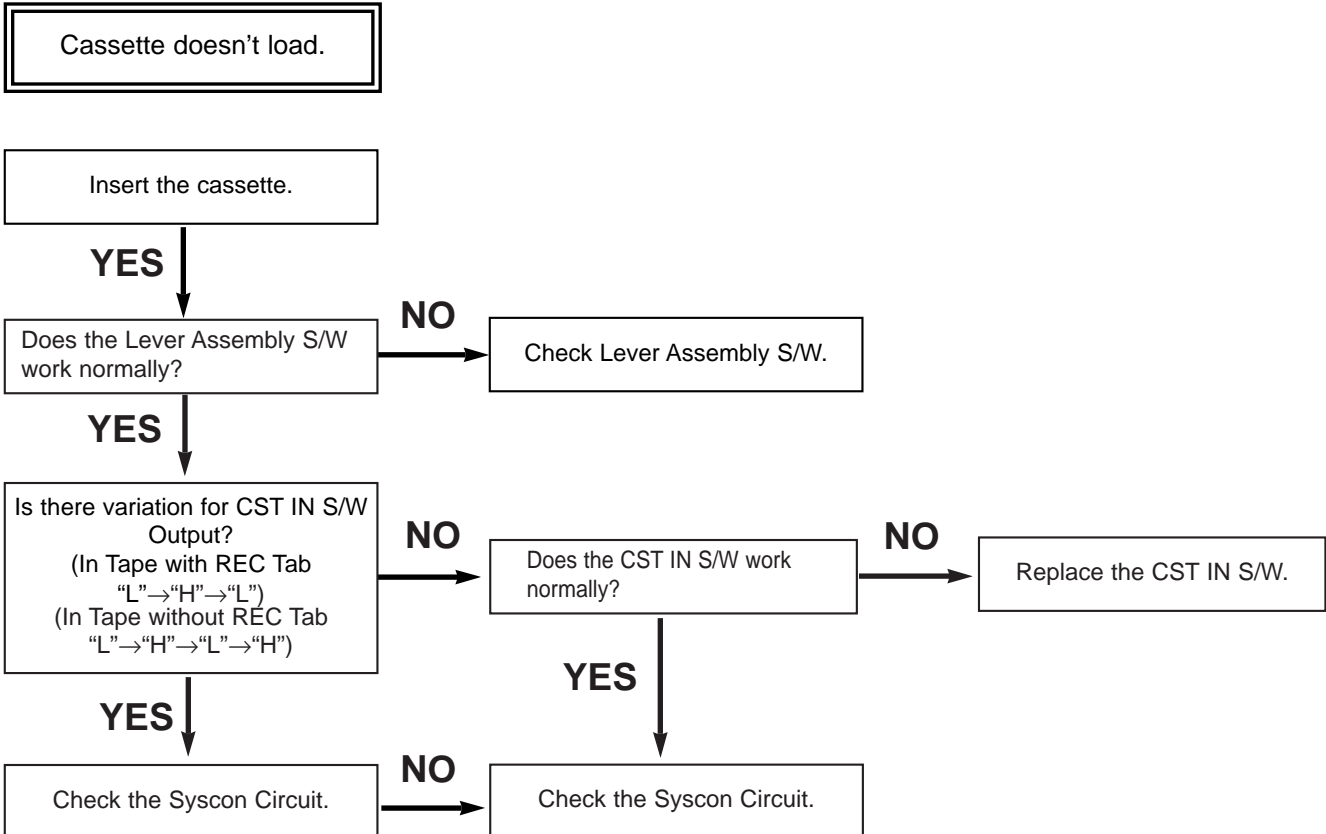 Cassette doesn't load.
Insert the cassette.
YES
Does the Lever Assembly S/W
work normally?
NO
Check Lever Assembly S/W.
YES
Is there variation for CST IN S/W
Output?
(In Tape with REC Tab
“L”→“H”→“L”)
(In Tape without REC Tab
“L”→“H”→“L”→“H”)
NO
Does the CST IN S/W work
normally?
NO
Replace the CST IN S/W.
YES
YES
Check the Syscon Circuit.
NO
Check the Syscon Circuit.